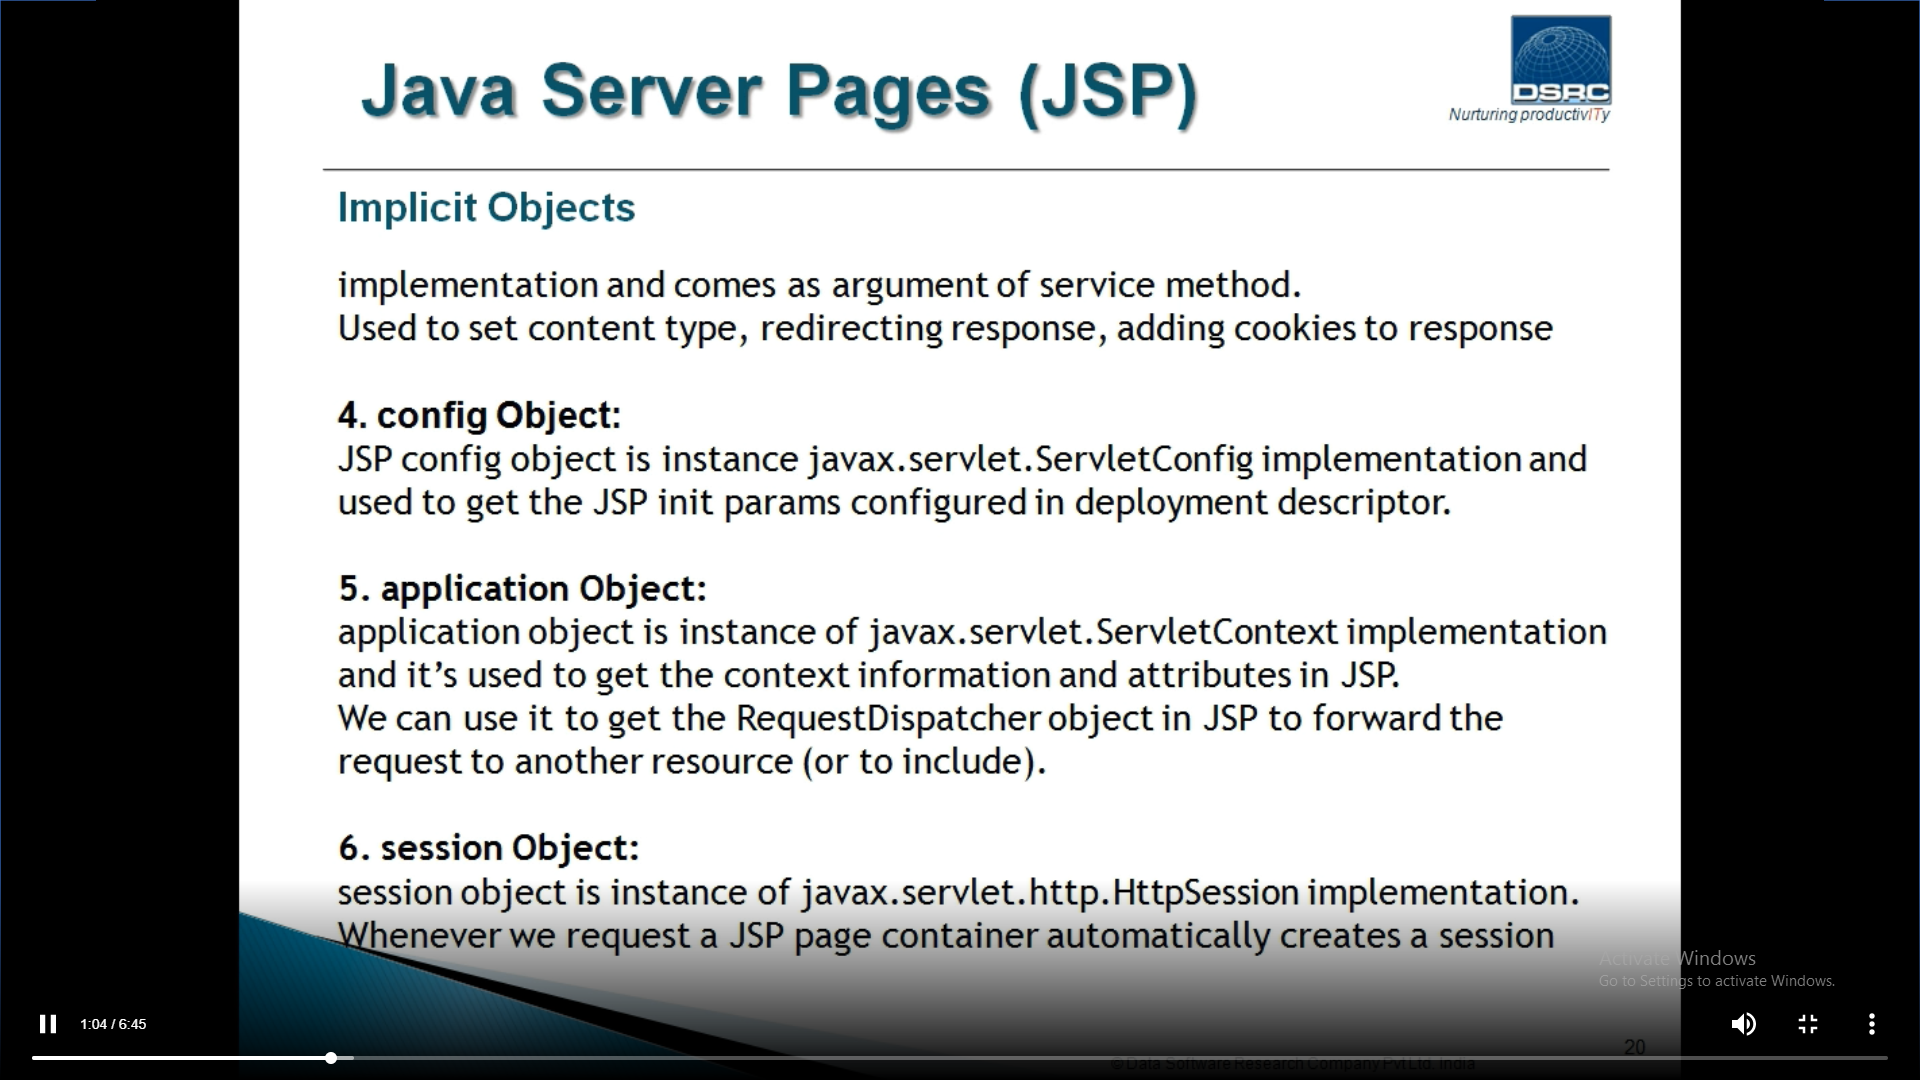 Java Server Pages (JSP)
DSRC
Nurturing productivITy
Implicit Objects
implementation and comes as argument of service method.
Used to set content type, redirecting response, adding cookies to response
4. config Object:
JSP config object is instance javax.servlet.ServletConfig implementation and
used to get the JSP init params configured in deployment descriptor.
5. application Object:
application object is instance of javax.servlet.ServletContext implementation
and it’s used to get the context information and attributes in JSP.
We can use it to get the RequestDispatcher object in JSP to forward the
request to another resource (or to include).
6. session Object:
session object is instance of javax.servlet.http.HttpSession implementation.
Whenever we request a JSP page container automatically creates a session
Activate Windows
Go to Settings to activate Windows.
1:04 / 6:45
20
© Data Software Research Company Pvt Ltd. India